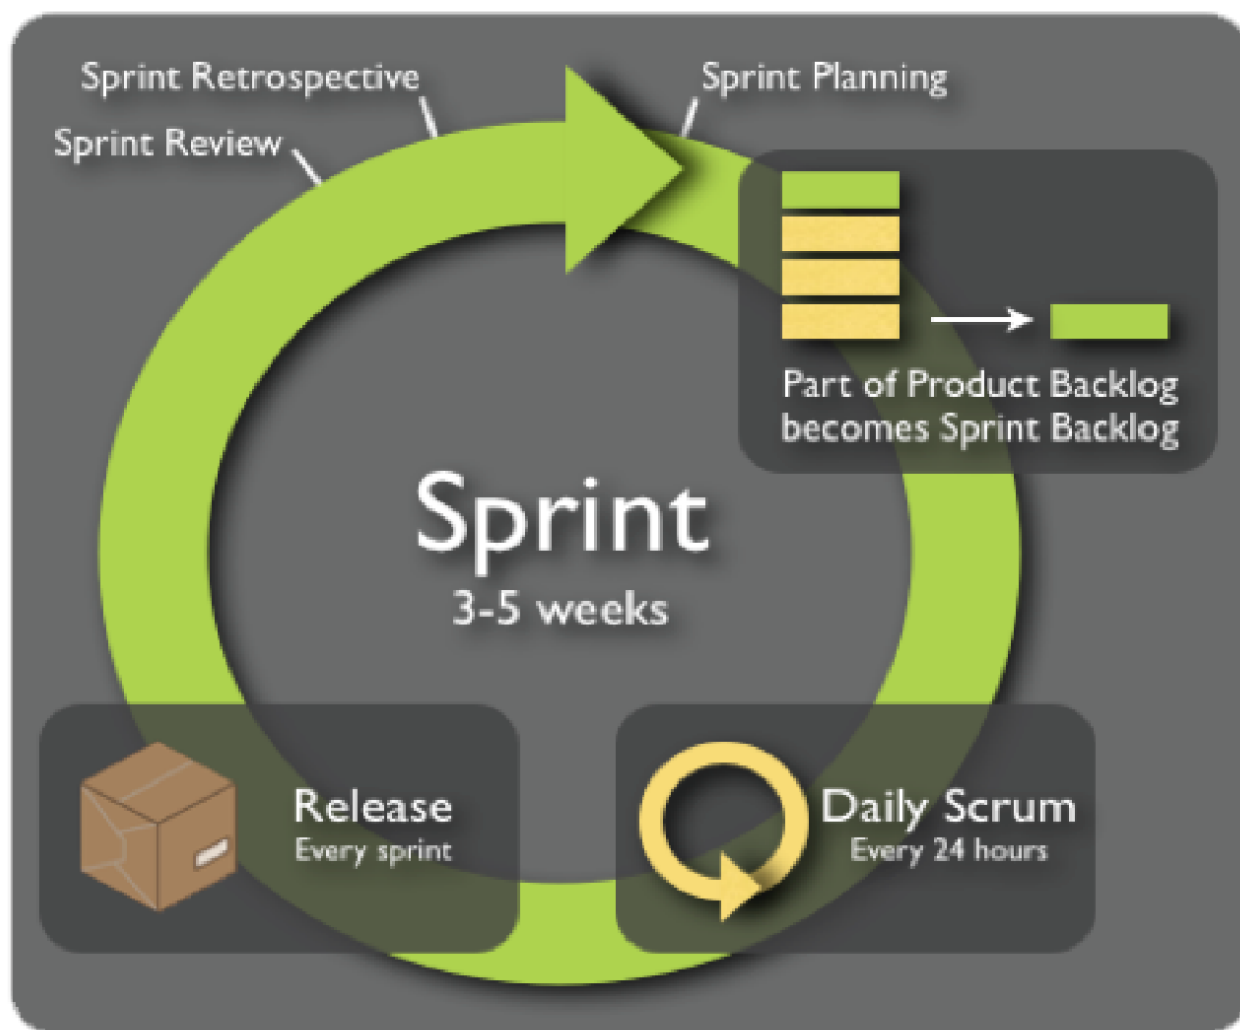 Sprint Retrospective
Sprint Planning
Sprint Review
Part of Product Backlog
becomes Sprint Backlog
Sprint
3-5 weeks
Release
Every sprint
Daily Scrum
Every 24 hours